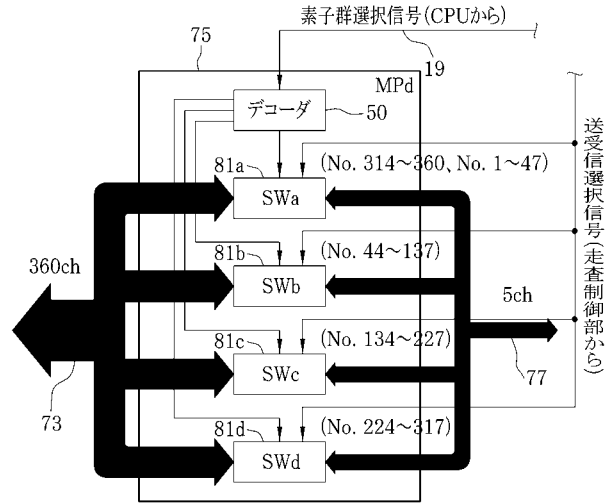 素子群選択信号(CPUから)
75
19
MPd
デコーダ
50
81a
(No. 314～360、No. 1～47)
SWa
81b
(No. 44～137)
SWb
360ch
5ch
81c
(No. 134～227)
SWc
77
73
81d
(No. 224～317)
SWd
送受信選択信号(走査制御部から)